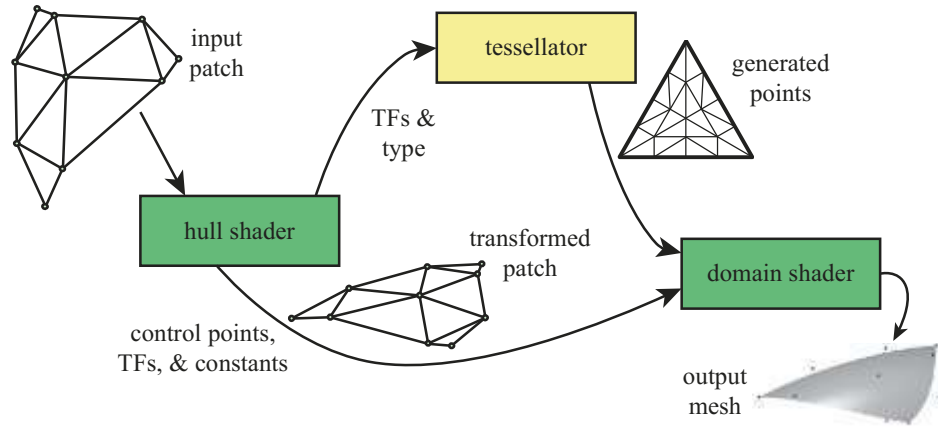 input
patch
tessellator
generated
points
TFs &
type
hull shader
transformed
patch
domain shader
control points,
TFs, & constants
output
mesh